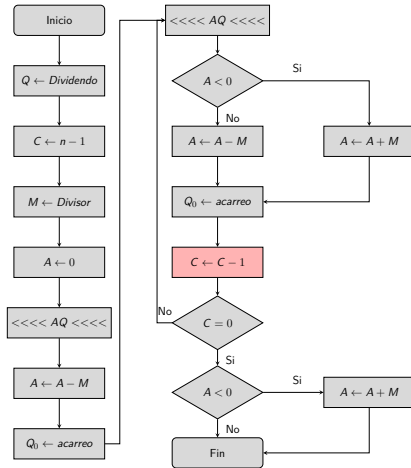 Inicio
Q ← Dividendo
C ← n − 1
M ← Divisor
A ← 0
<<<< AQ <<<<
A ← A − M
Q₀ ← acarreo
<<<< AQ <<<<
A < 0
Si
No
A ← A − M
A ← A + M
Q₀ ← acarreo
C ← C − 1
No
C = 0
Si
A < 0
Si
A ← A + M
No
Fin